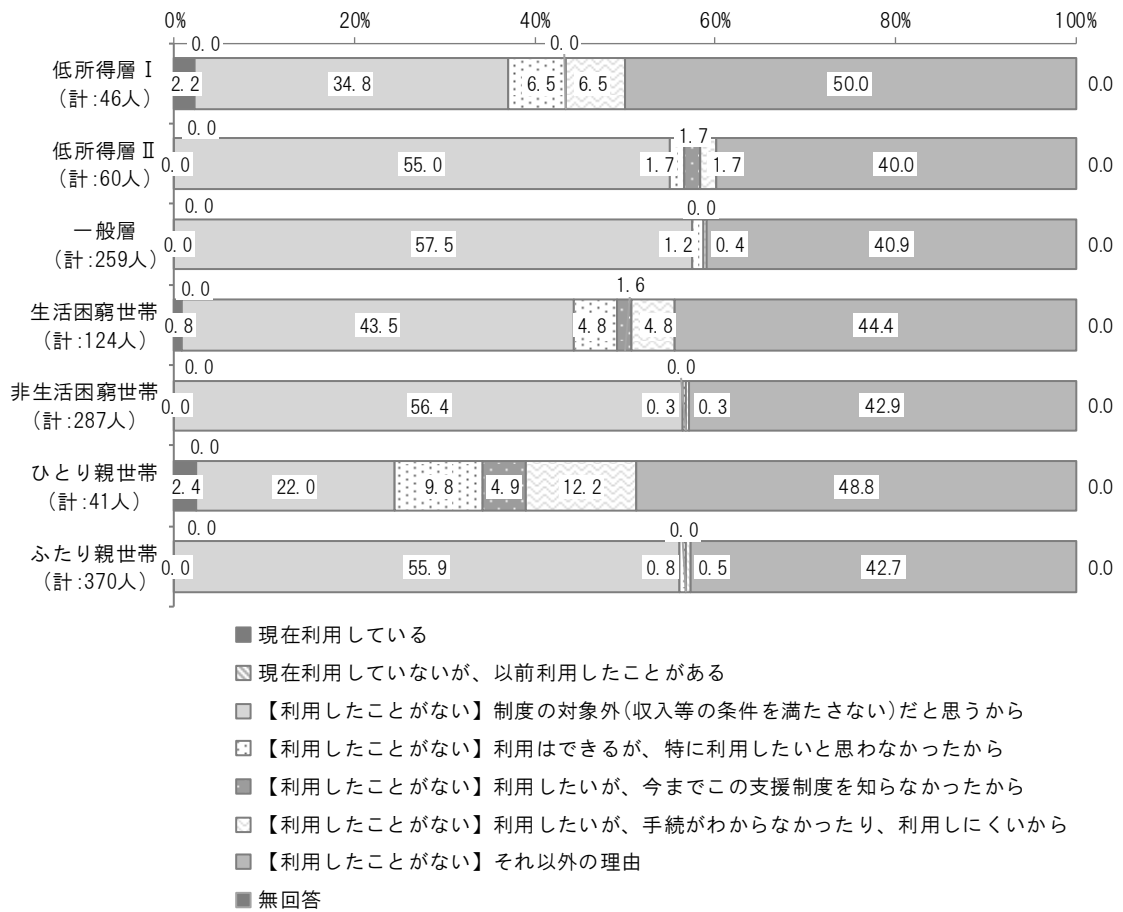 0% 20% 40% 60% 80% 100%
0.0 0.0
低所得層Ⅰ
(計:46人)
2.2 34.8 6.5 6.5 50.0 0.0
0.0 1.7
低所得層Ⅱ
(計:60人)
0.0 55.0 1.7 1.7 40.0 0.0
0.0 0.0
一般層
(計:259人)
0.0 57.5 1.2 0.4 40.9 0.0
0.0 1.6
生活困窮世帯
(計:124人)
0.8 43.5 4.8 4.8 44.4 0.0
0.0 0.0
非生活困窮世帯
(計:287人)
0.0 56.4 0.3 0.3 42.9 0.0
0.0
ひとり親世帯
(計:41人)
2.4 22.0 9.8 4.9 12.2 48.8 0.0
0.0 0.0
ふたり親世帯
(計:370人)
0.0 55.9 0.8 0.5 42.7 0.0
現在利用している
現在利用していないが、以前利用したことがある
【利用したことがない】制度の対象外(収入等の条件を満たさない)だと思うから
【利用したことがない】利用はできるが、特に利用したいと思わなかったから
【利用したことがない】利用したいが、今までこの支援制度を知らなかったから
【利用したことがない】利用したいが、手続がわからなかったり、利用しにくいから
【利用したことがない】それ以外の理由
無回答